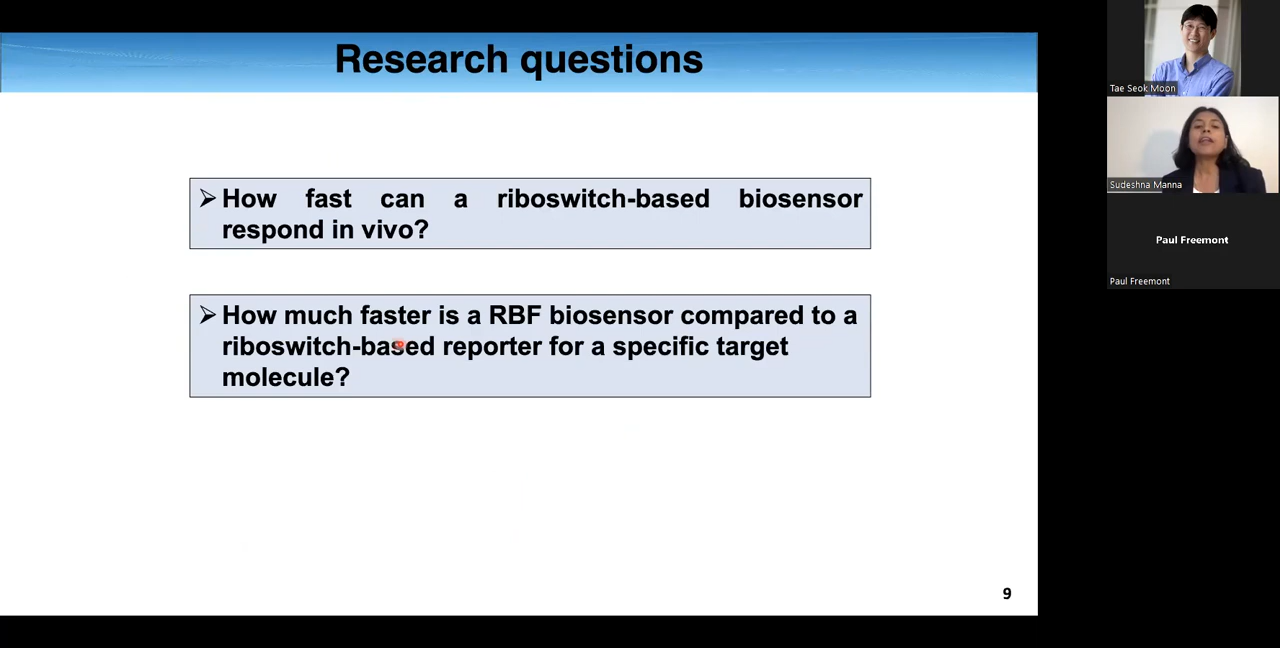 Research questions
➢ How fast can a riboswitch-based biosensor
respond in vivo?
➢ How much faster is a RBF biosensor compared to a
riboswitch-based reporter for a specific target
molecule?
9
Tae Seok Moon
Sudeshna Manna
Paul Freemont
Paul Freemont